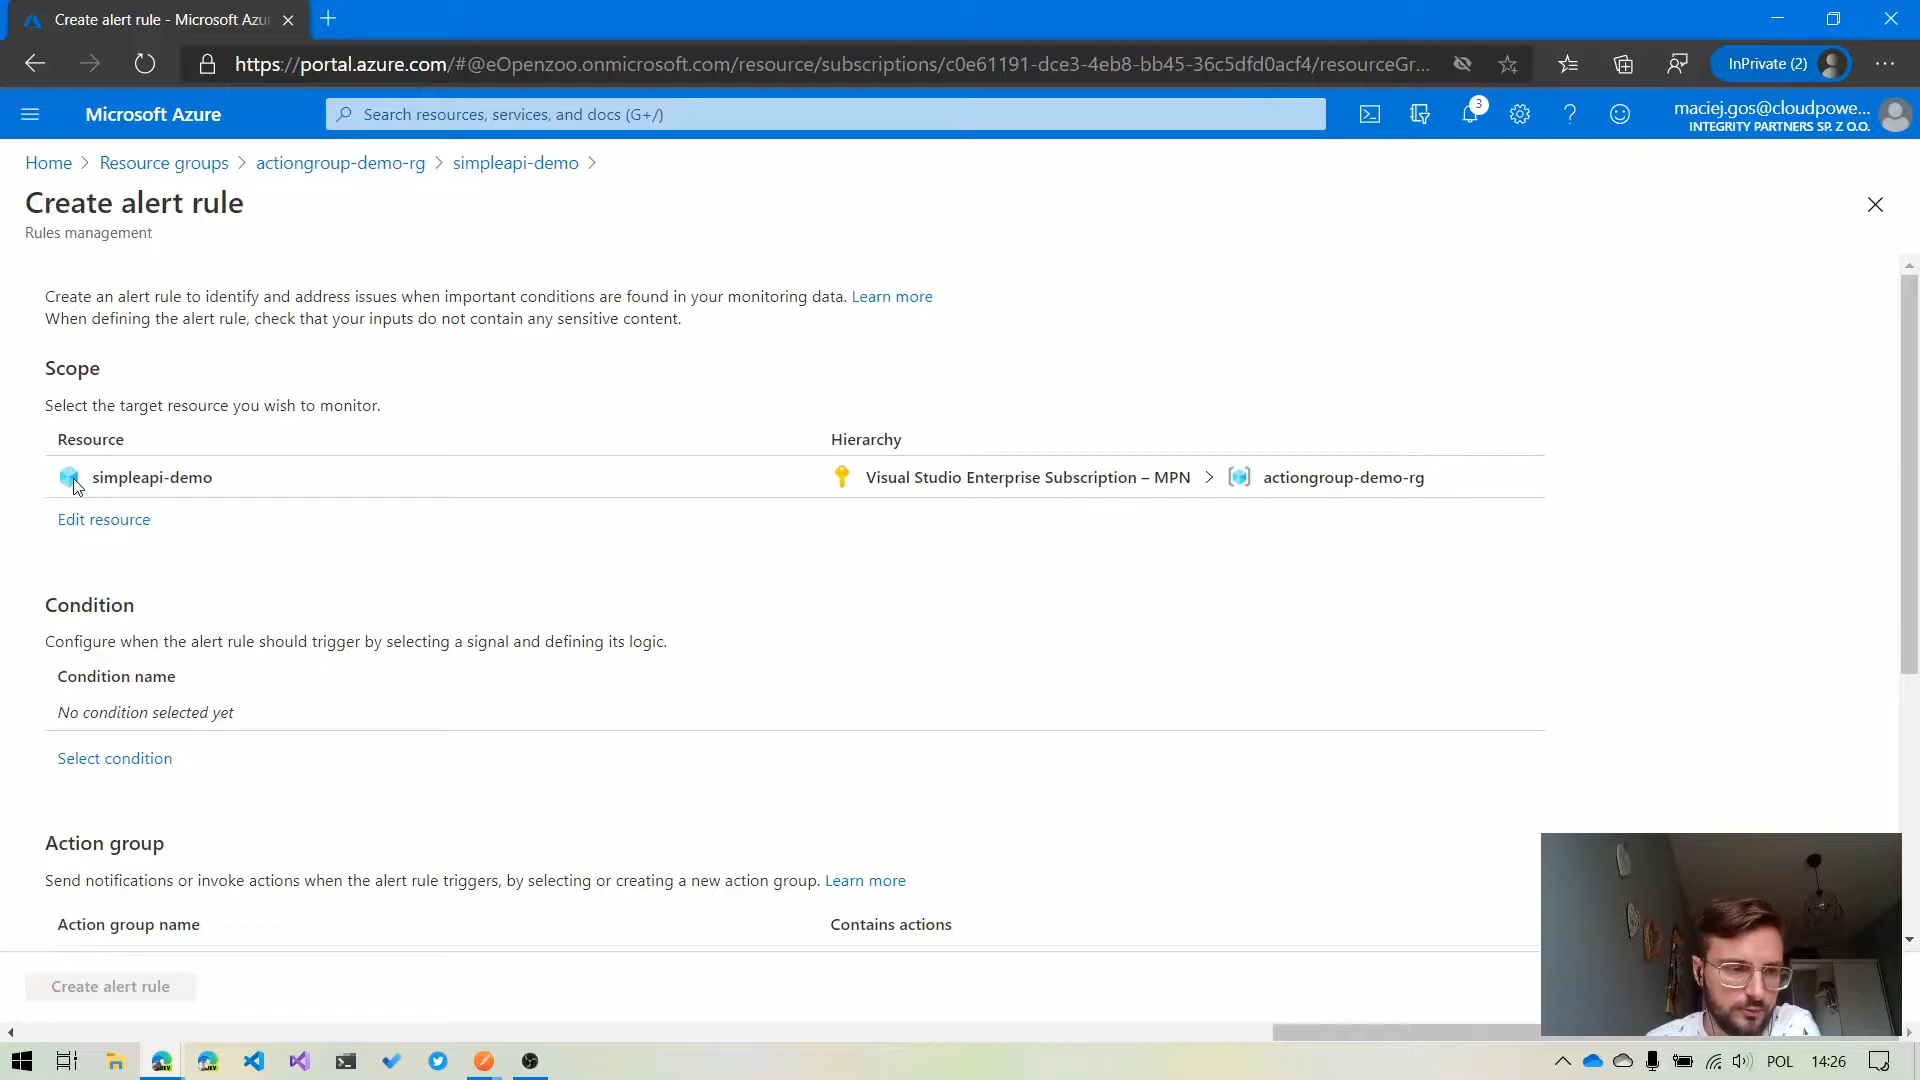 Create alert rule - Microsoft Azu
https://portal.azure.com/#@eOpenzoo.onmicrosoft.com/resource/subscriptions/c0e61191-dce3-4eb8-bb45-36c5dfd0acf4/resourceGr...
InPrivate (2)
Microsoft Azure
Search resources, services, and docs (G+/)
3
maciej.gos@cloudpowe...
INTEGRITY PARTNERS SP. Z O.O.
Home > Resource groups > actiongroup-demo-rg > simpleapi-demo >
Create alert rule
Rules management
Create an alert rule to identify and address issues when important conditions are found in your monitoring data. Learn more
When defining the alert rule, check that your inputs do not contain any sensitive content.
Scope
Select the target resource you wish to monitor.
Resource Hierarchy
simpleapi-demo Visual Studio Enterprise Subscription – MPN > actiongroup-demo-rg
Edit resource
Condition
Configure when the alert rule should trigger by selecting a signal and defining its logic.
Condition name
No condition selected yet
Select condition
Action group
Send notifications or invoke actions when the alert rule triggers, by selecting or creating a new action group. Learn more
Action group name Contains actions
Create alert rule
POL 14:26